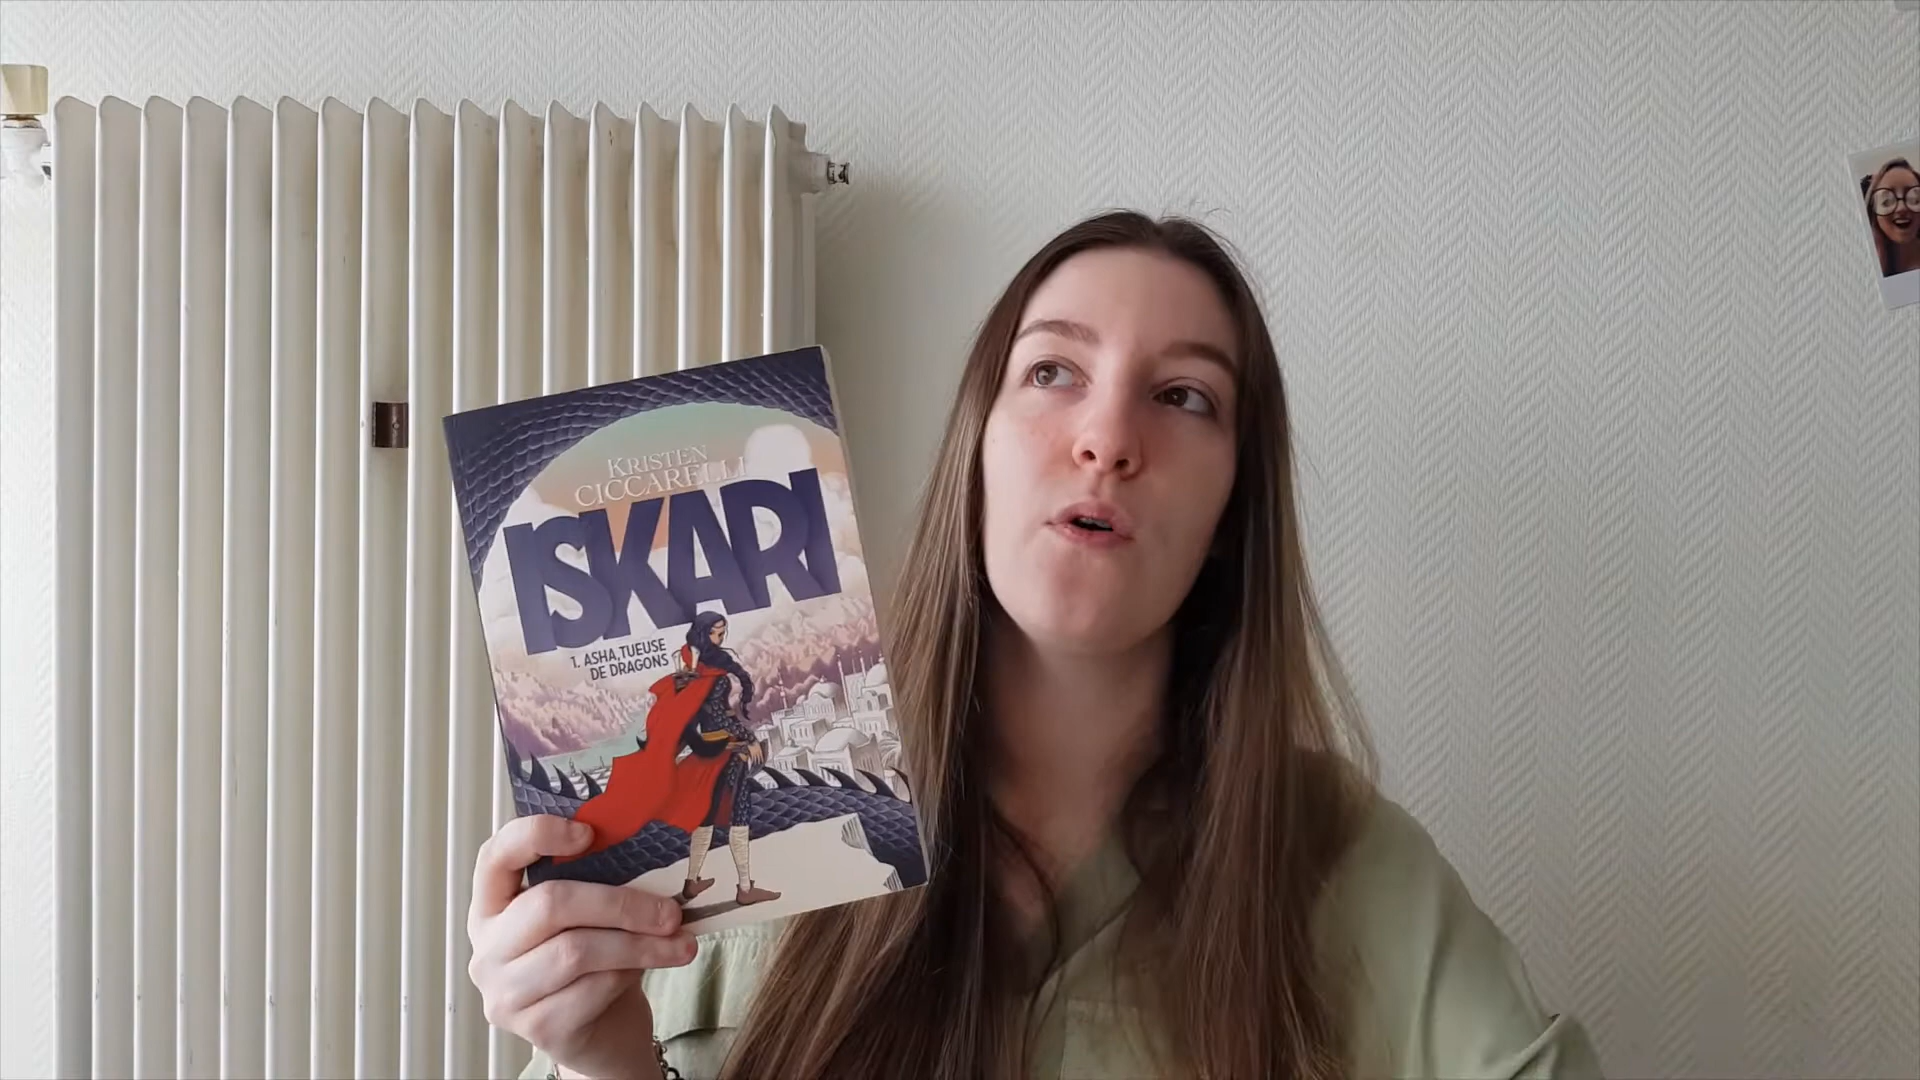 KRISTEN
CICCARELLI
ISKARI
1. ASHA, TUEUSE
DE DRAGONS